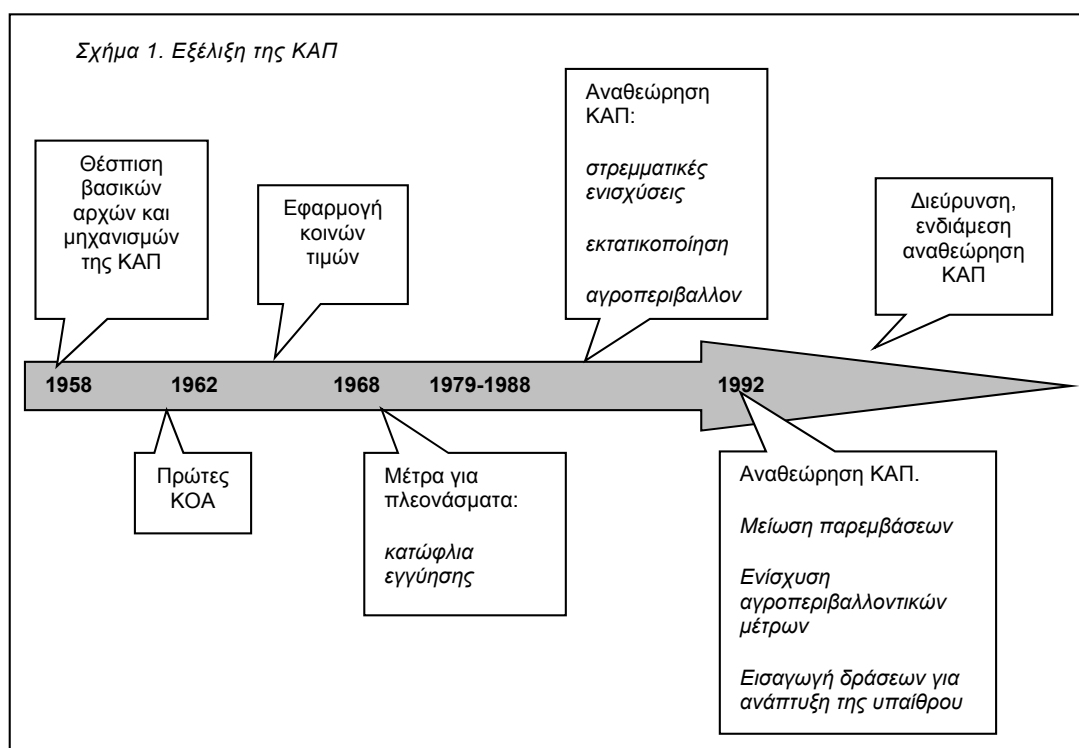 Σχήμα 1. Εξέλιξη της ΚΑΠ
Θέσπιση
βασικών
αρχών και
μηχανισμών
της ΚΑΠ
Εφαρμογή
κοινών
τιμών
Αναθεώρηση
ΚΑΠ:
στρεμματικές
ενισχύσεις
εκτατικοποίηση
αγροπεριβαλλον
Διεύρυνση,
ενδιάμεση
αναθεώρηση
ΚΑΠ
1958 1962 1968 1979-1988 1992
Πρώτες
ΚΟΑ
Μέτρα για
πλεονάσματα:
κατώφλια
εγγύησης
Αναθεώρηση ΚΑΠ.
Μείωση παρεμβάσεων
Ενίσχυση
αγροπεριβαλλοντικών
μέτρων
Εισαγωγή δράσεων για
ανάπτυξη της υπαίθρου